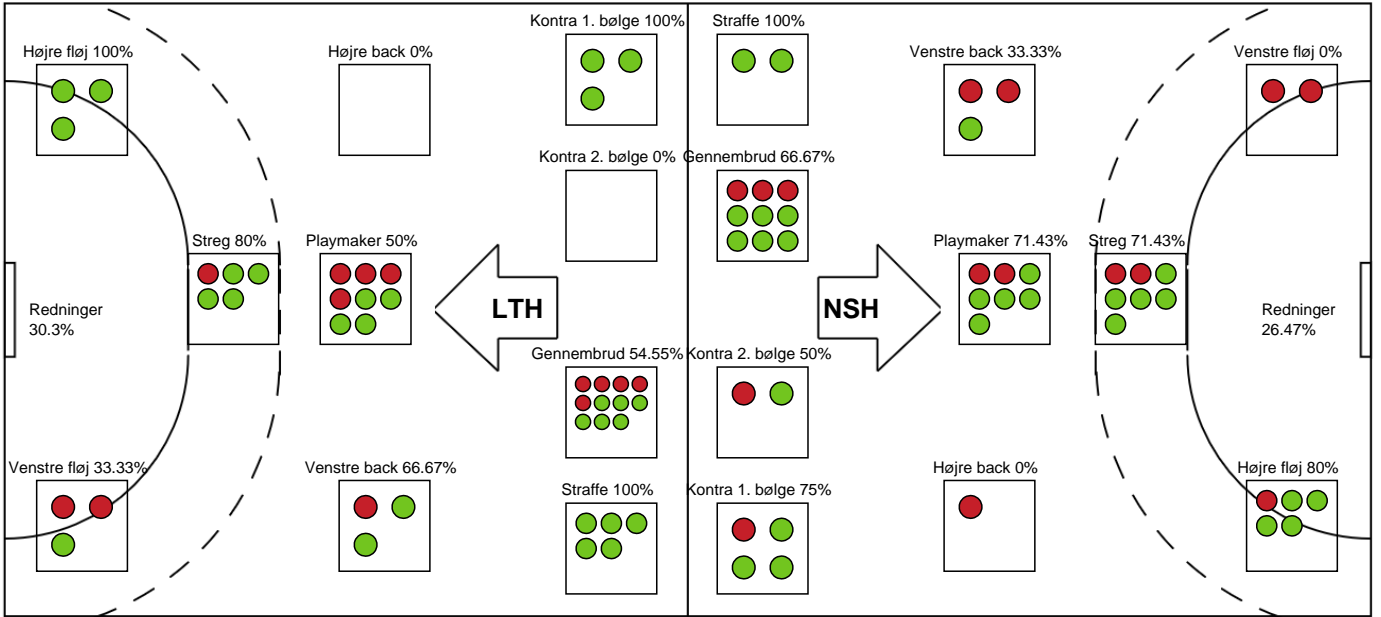 Kontra 1. bølge 100%
Straffe 100%
Højre fløj 100%
Højre back 0%
Venstre back 33.33%
Venstre fløj 0%
Kontra 2. bølge 0%
Gennembrud 66.67%
Streg 80%
Playmaker 50%
Playmaker 71.43%
Streg 71.43%
Redninger
30.3%
LTH
NSH
Redninger
26.47%
Gennembrud 54.55%
Kontra 2. bølge 50%
Venstre fløj 33.33%
Venstre back 66.67%
Højre back 0%
Højre fløj 80%
Straffe 100%
Kontra 1. bølge 75%